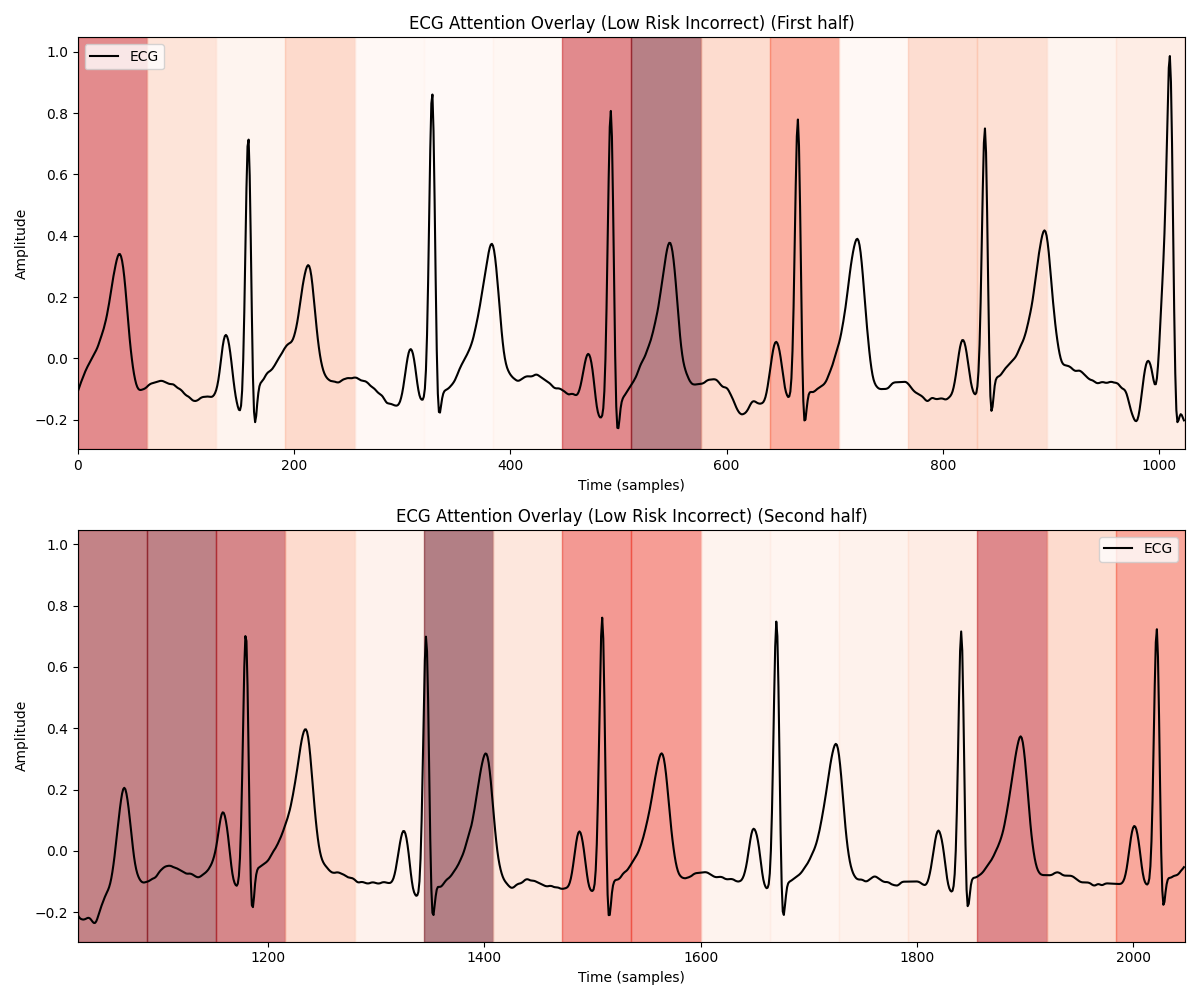 ECG Attention Overlay (Low Risk Incorrect) (First half)
1.0
0.8
0.6
0.4
0.2
0.0
−0.2
Amplitude
ECG
0 200 400 600 800 1000
Time (samples)
ECG Attention Overlay (Low Risk Incorrect) (Second half)
1.0
0.8
0.6
0.4
0.2
0.0
−0.2
Amplitude
ECG
1200 1400 1600 1800 2000
Time (samples)